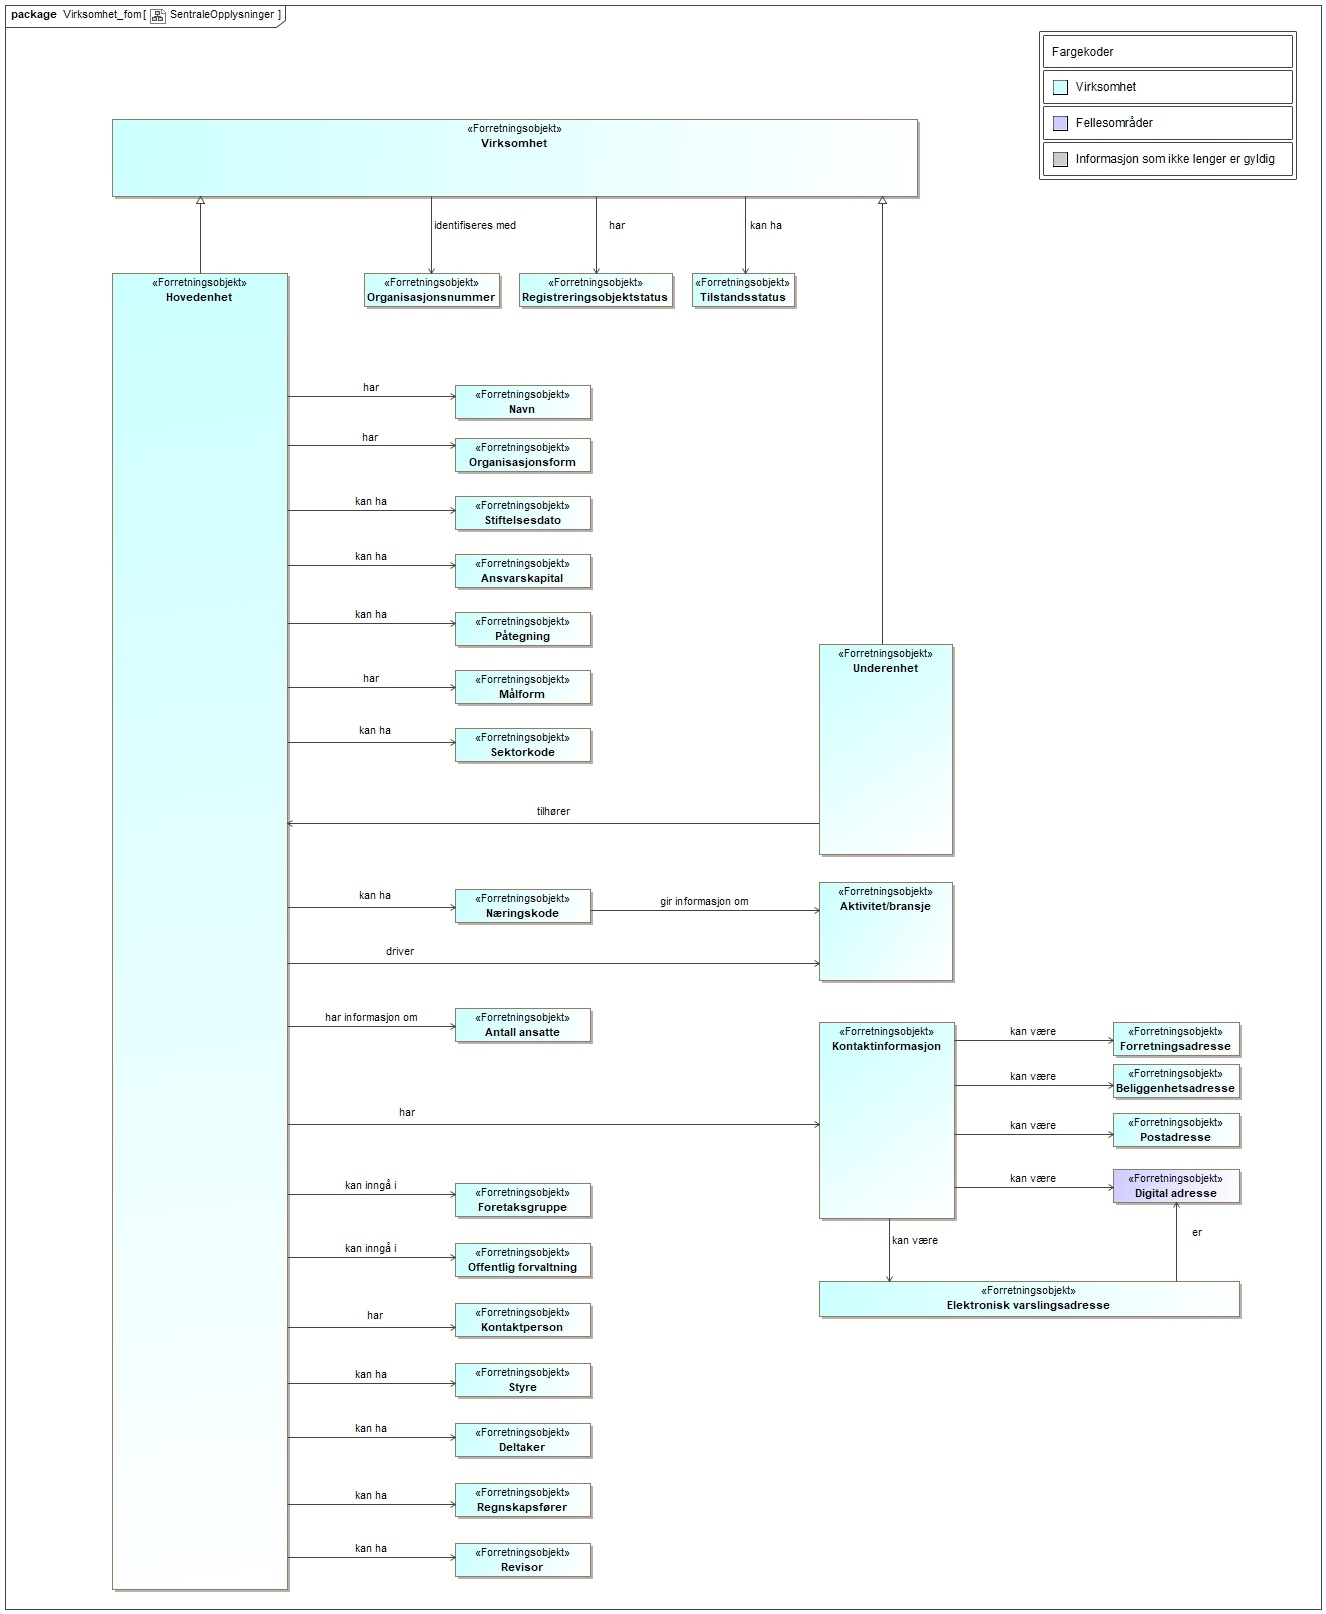 package Virksomhet_fom [ SentraleOpplysninger ]
Fargekoder
Virksomhet
Fellesområder
Informasjon som ikke lenger er gyldig
«Forretningsobjekt»
Virksomhet
identifiseres med
har
kan ha
«Forretningsobjekt»
Hovedenhet
«Forretningsobjekt»
Organisasjonsnummer
«Forretningsobjekt»
Registreringsobjektstatus
«Forretningsobjekt»
Tilstandsstatus
har
«Forretningsobjekt»
Navn
har
«Forretningsobjekt»
Organisasjonsform
kan ha
«Forretningsobjekt»
Stiftelsesdato
kan ha
«Forretningsobjekt»
Ansvarskapital
kan ha
«Forretningsobjekt»
Påtegning
«Forretningsobjekt»
Underenhet
har
«Forretningsobjekt»
Målform
kan ha
«Forretningsobjekt»
Sektorkode
tilhører
kan ha
«Forretningsobjekt»
Næringskode
gir informasjon om
«Forretningsobjekt»
Aktivitet/bransje
driver
har informasjon om
«Forretningsobjekt»
Antall ansatte
«Forretningsobjekt»
Kontaktinformasjon
kan være
«Forretningsobjekt»
Forretningsadresse
kan være
«Forretningsobjekt»
Beliggenhetsadresse
har
kan være
«Forretningsobjekt»
Postadresse
kan være
«Forretningsobjekt»
Digital adresse
kan inngå i
«Forretningsobjekt»
Foretaksgruppe
kan være
er
kan inngå i
«Forretningsobjekt»
Offentlig forvaltning
«Forretningsobjekt»
Elektronisk varslingsadresse
har
«Forretningsobjekt»
Kontaktperson
kan ha
«Forretningsobjekt»
Styre
kan ha
«Forretningsobjekt»
Deltaker
kan ha
«Forretningsobjekt»
Regnskapsfører
kan ha
«Forretningsobjekt»
Revisor